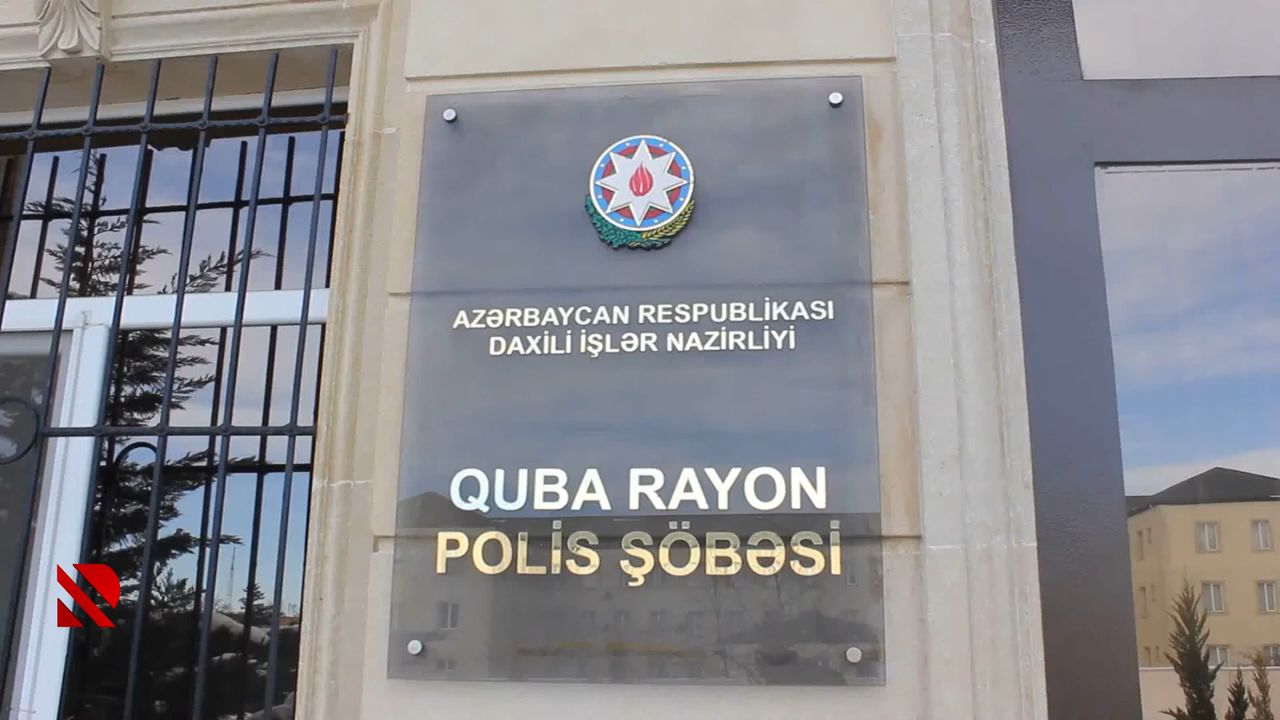 AZƏRBAYCAN RESPUBLİKASI
DAXİLİ İŞLƏR NAZİRLİYİ
QUBA RAYON
POLİS ŞÖBƏSİ